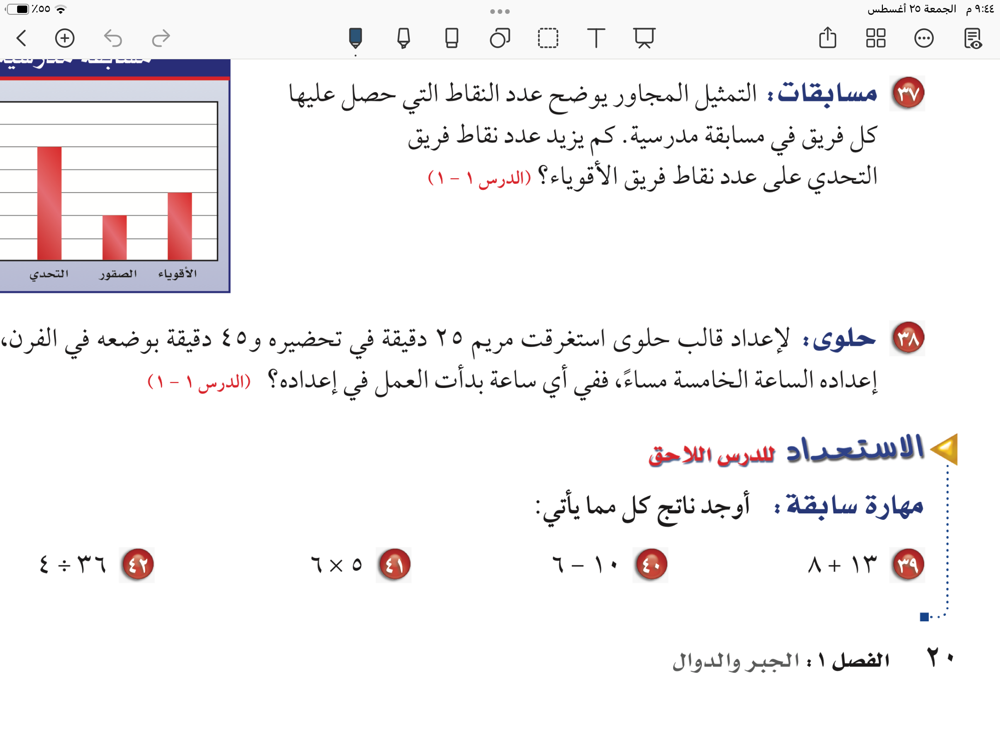 ٩:٤٤ م الجمعة ٢٥ أغسطس
٪٥٥
٣٧ مسابقات: التمثيل المجاور يوضح عدد النقاط التي حصل عليها
كل فريق في مسابقة مدرسية. كم يزيد عدد نقاط فريق
التحدي على عدد نقاط فريق الأقوياء؟ (الدرس ١ – ١)
الأقوياء الصقور التحدي
٣٨ حلوى: لإعداد قالب حلوى استغرقت مريم ٢٥ دقيقة في تحضيره و٤٥ دقيقة بوضعه في الفرن،
إعداده الساعة الخامسة مساءً، ففي أي ساعة بدأت العمل في إعداده؟ (الدرس ١ – ١)
الاستعداد للدرس اللاحق
مهارة سابقة: أوجد ناتج كل مما يأتي:
٣٩ ١٣ + ٨ ٤٠ ١٠ – ٦ ٤١ ٥ × ٦ ٤٢ ٣٦ ÷ ٤
٢٠ الفصل ١: الجبر والدوال